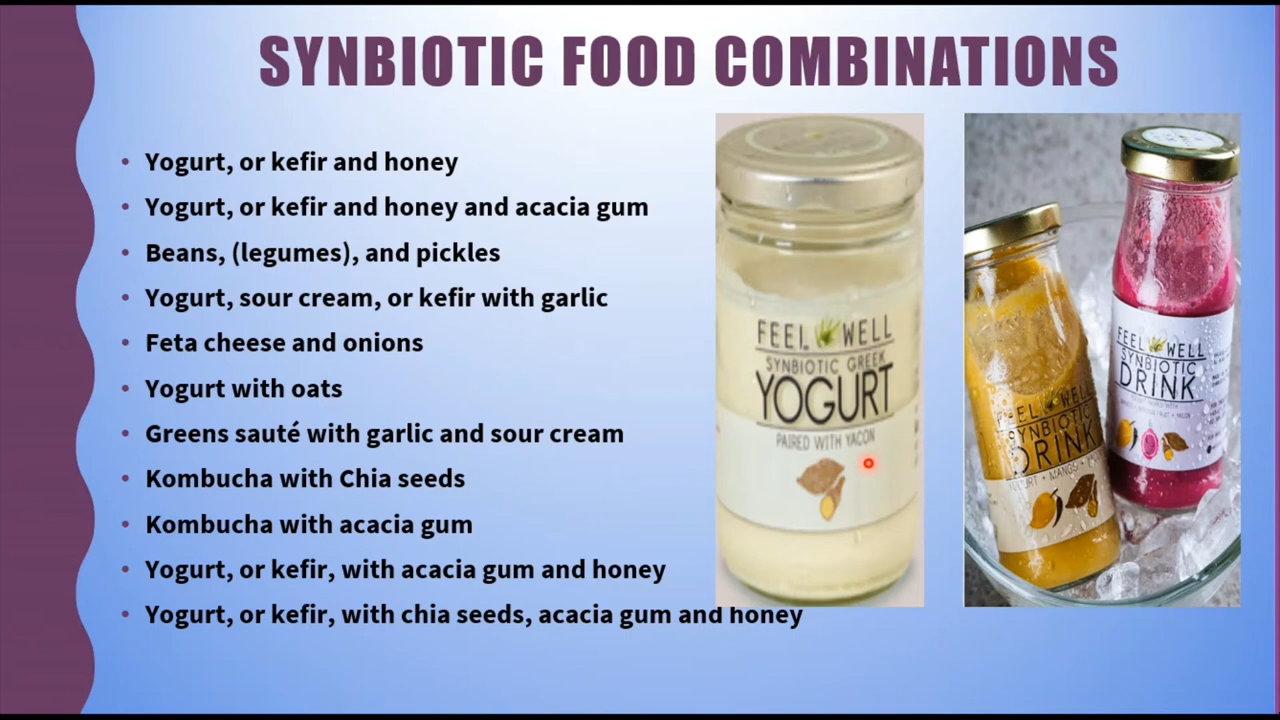 SYNBIOTIC FOOD COMBINATIONS
• Yogurt, or kefir and honey
• Yogurt, or kefir and honey and acacia gum
• Beans, (legumes), and pickles
• Yogurt, sour cream, or kefir with garlic
• Feta cheese and onions
• Yogurt with oats
• Greens sauté with garlic and sour cream
• Kombucha with Chia seeds
• Kombucha with acacia gum
• Yogurt, or kefir, with acacia gum and honey
• Yogurt, or kefir, with chia seeds, acacia gum and honey
FEEL WELL
SYNBIOTIC GREEK
YOGURT
PAIRED WITH YACON
FEEL WELL
SYNBIOTIC
DRINK
MANGO
FEEL WELL
SYNBIOTIC
DRINK